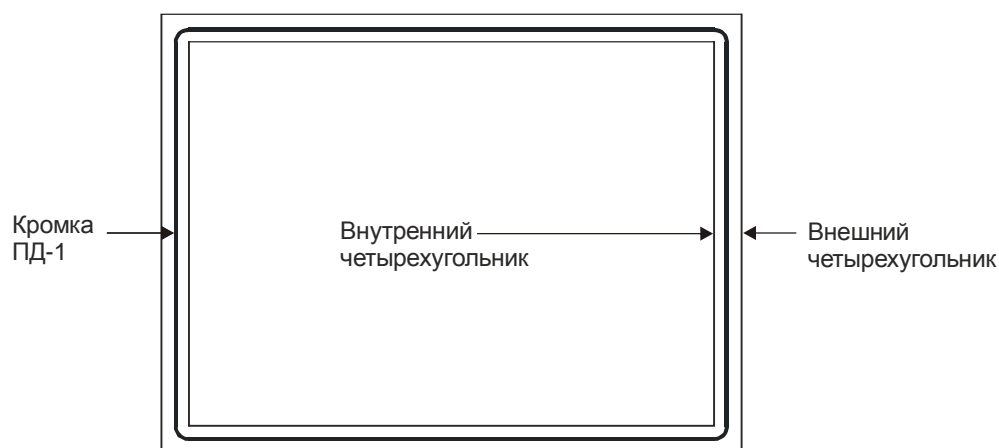 Кромка
ПД-1
Внутренний
четырехугольник
Внешний
четырехугольник